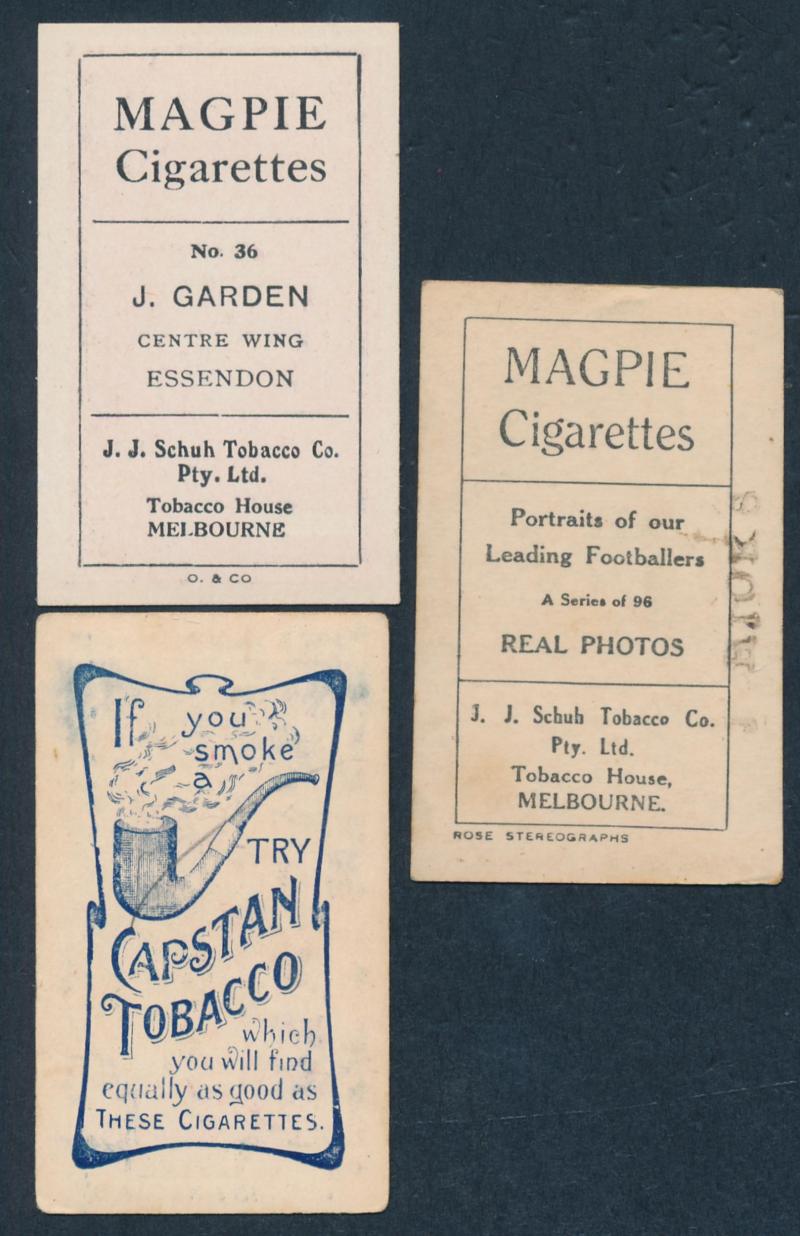 MAGPIE
Cigarettes
No. 36
J. GARDEN
CENTRE WING
ESSENDON
J. J. Schuh Tobacco Co.
Pty. Ltd.
Tobacco House
MELBOURNE
O. & CO
MAGPIE
Cigarettes
Portraits of our
Leading Footballers
A Series of 96
REAL PHOTOS
J. J. Schuh Tobacco Co.
Pty. Ltd.
Tobacco House,
MELBOURNE.
ROSE STEREOGRAPHS
If you
smoke
a
TRY
CAPSTAN
TOBACCO
which
you will find
equally as good as
THESE CIGARETTES.